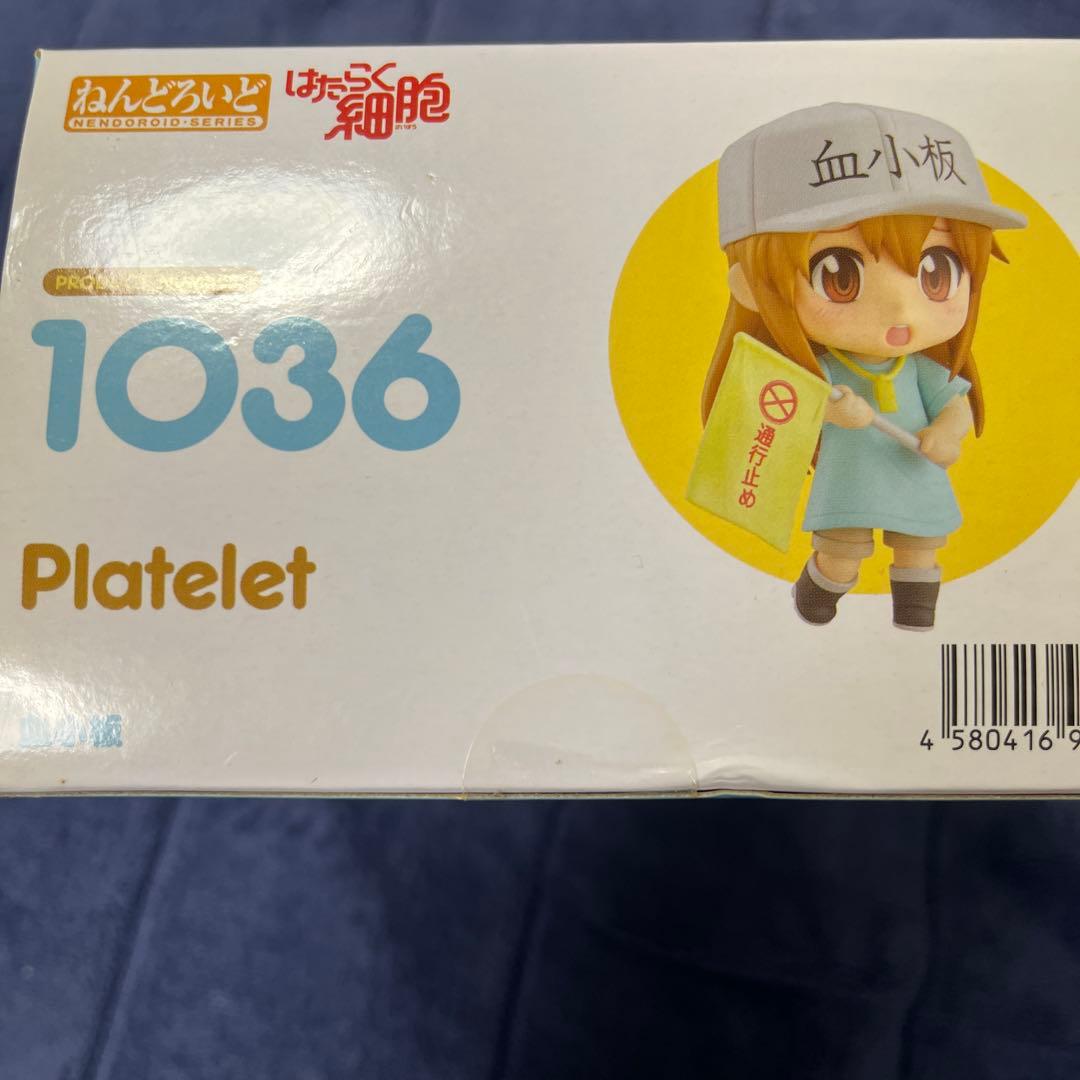 ねんどろいど
NENDOROID・SERIES
はたらく
細胞
血小板
1036
通行止め
Platelet
血小板
4 580416 9